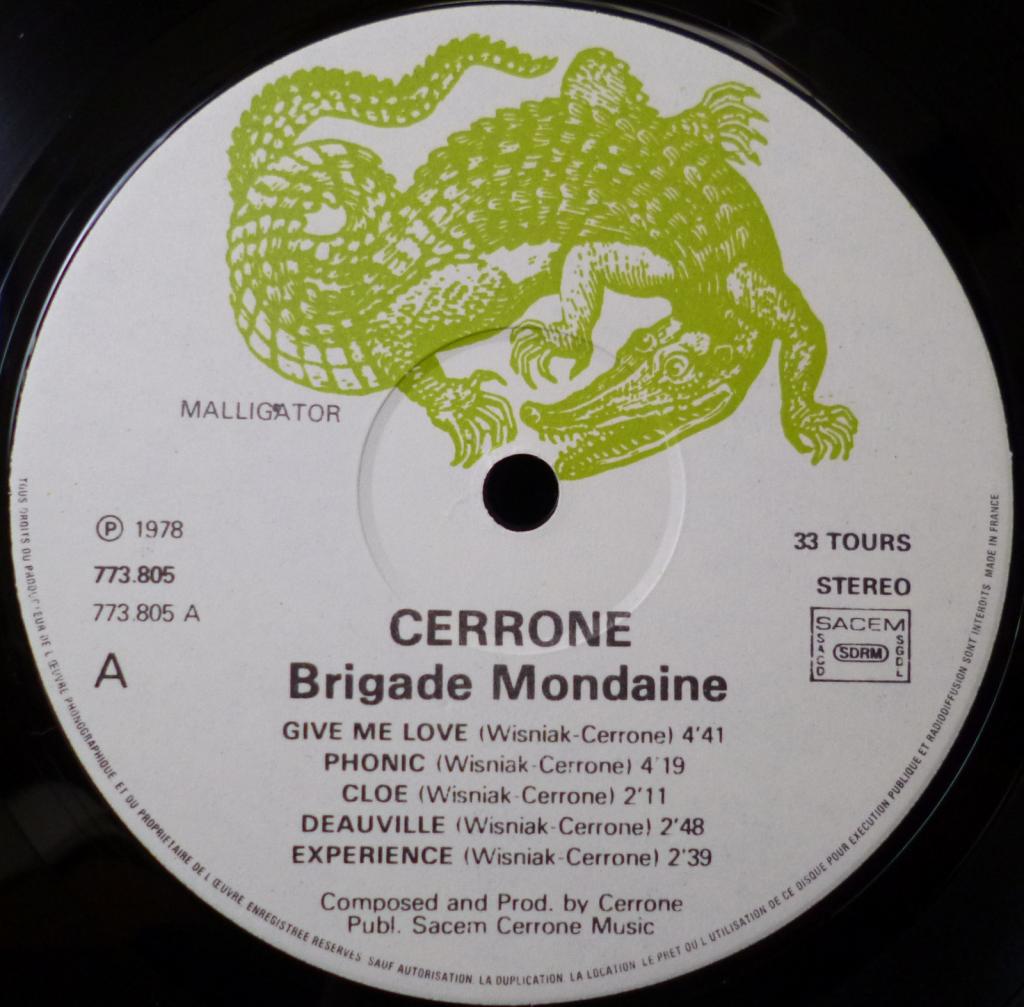 MALLIGATOR
℗ 1978
773.805
773.805 A
A
33 TOURS
STEREO
SACEM
SACD
SDRM
SGDL
CERRONE
Brigade Mondaine
GIVE ME LOVE (Wisniak-Cerrone) 4'41
PHONIC (Wisniak-Cerrone) 4'19
CLOE (Wisniak-Cerrone) 2'11
DEAUVILLE (Wisniak-Cerrone) 2'48
EXPERIENCE (Wisniak-Cerrone) 2'39
Composed and Prod. by Cerrone
Publ. Sacem Cerrone Music
TOUS DROITS DU PRODUCTEUR DE L'ŒUVRE PHONOGRAPHIQUE ET DU PROPRIETAIRE DE L'ŒUVRE ENREGISTREE RESERVES. SAUF AUTORISATION, LA DUPLICATION, LA LOCATION, LE PRET OU L'UTILISATION DE CE DISQUE POUR EXECUTION PUBLIQUE ET RADIODIFFUSION SONT INTERDITS. MADE IN FRANCE